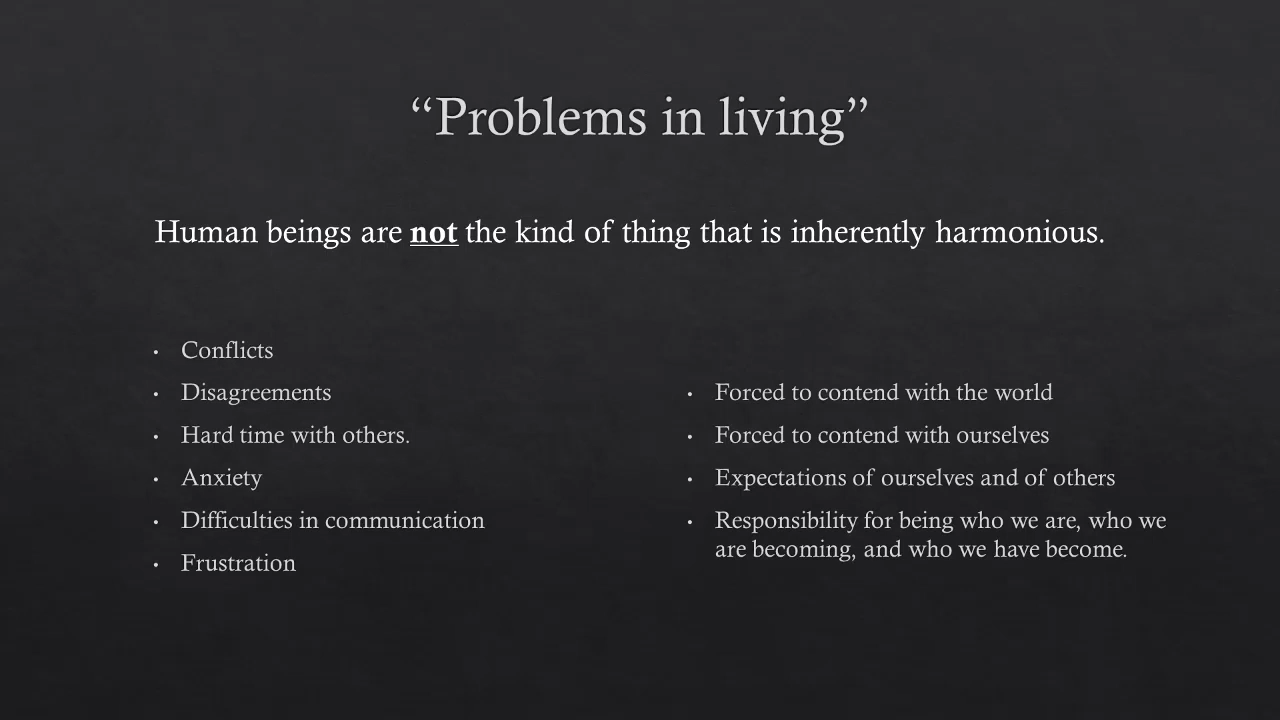 “Problems in living”
Human beings are not the kind of thing that is inherently harmonious.
• Conflicts
• Disagreements
• Hard time with others.
• Anxiety
• Difficulties in communication
• Frustration
• Forced to contend with the world
• Forced to contend with ourselves
• Expectations of ourselves and of others
• Responsibility for being who we are, who we
are becoming, and who we have become.